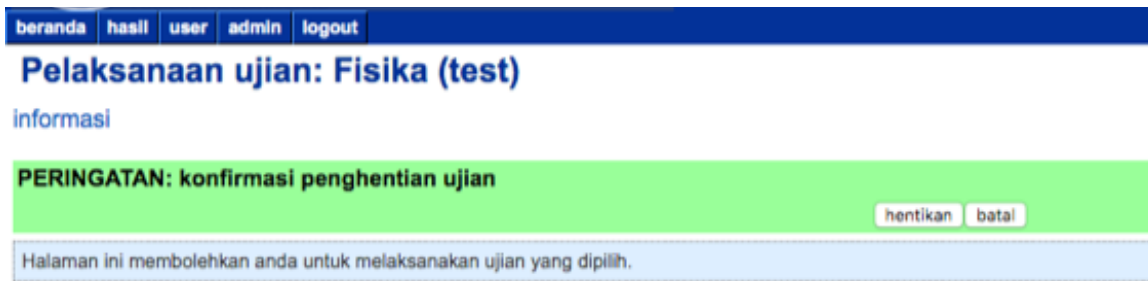 beranda hasil user admin logout
Pelaksanaan ujian: Fisika (test)
informasi
PERINGATAN: konfirmasi penghentian ujian
hentikan batal
Halaman ini membolehkan anda untuk melaksanakan ujian yang dipilih.